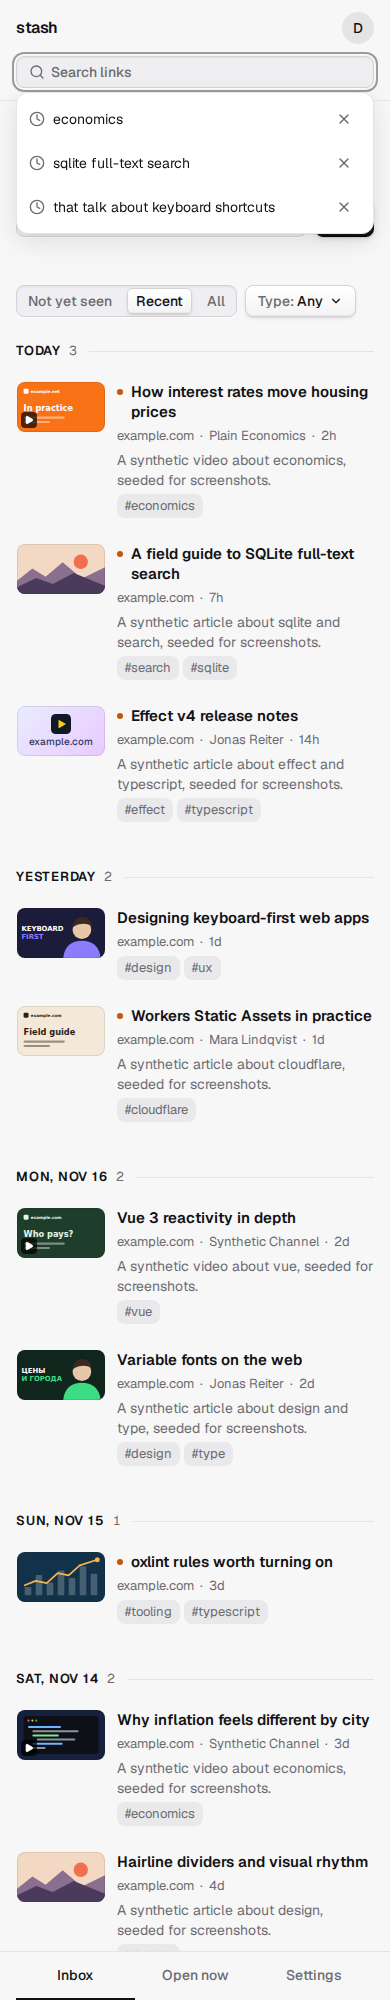 stash
D
Search links
economics
sqlite full-text search
that talk about keyboard shortcuts
Not yet seen
Recent
All
Type: Any
TODAY 3
example.net
In practice
How interest rates move housing
prices
example.com · Plain Economics · 2h
A synthetic video about economics,
seeded for screenshots.
#economics
A field guide to SQLite full-text
search
example.com · 7h
A synthetic article about sqlite and
search, seeded for screenshots.
#search #sqlite
example.com
Effect v4 release notes
example.com · Jonas Reiter · 14h
A synthetic article about effect and
typescript, seeded for screenshots.
#effect #typescript
YESTERDAY 2
KEYBOARD
FIRST
Designing keyboard-first web apps
example.com · 1d
#design #ux
example.com
Field guide
Workers Static Assets in practice
example.com · Mara Lindqvist · 1d
A synthetic article about cloudflare,
seeded for screenshots.
#cloudflare
MON, NOV 16 2
example.com
Who pays?
Vue 3 reactivity in depth
example.com · Synthetic Channel · 2d
A synthetic video about vue, seeded for
screenshots.
#vue
ЦЕНЫ
И ГОРОДА
Variable fonts on the web
example.com · Jonas Reiter · 2d
A synthetic article about design and
type, seeded for screenshots.
#design #type
SUN, NOV 15 1
oxlint rules worth turning on
example.com · 3d
#tooling #typescript
SAT, NOV 14 2
Why inflation feels different by city
example.com · Synthetic Channel · 3d
A synthetic video about economics,
seeded for screenshots.
#economics
Hairline dividers and visual rhythm
example.com · 4d
A synthetic article about design,
seeded for screenshots.
Inbox
Open now
Settings